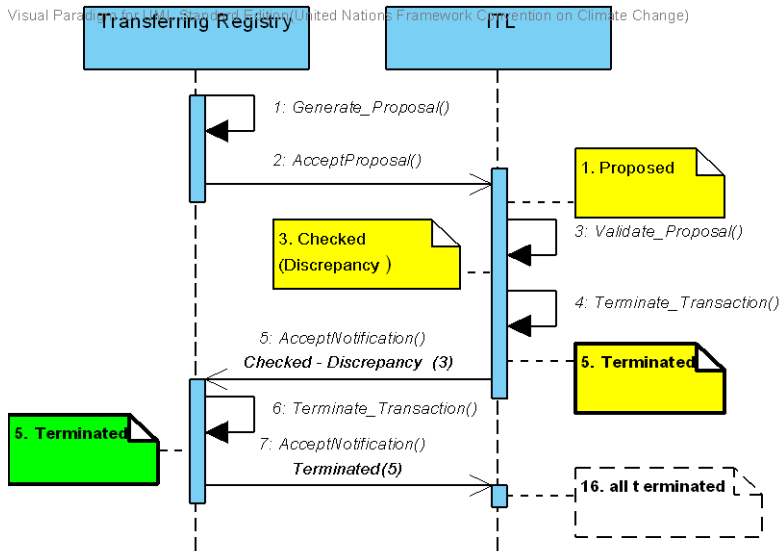 Visual Paradigm for UML Standard Edition(United Nations Framework Convention on Climate Change)
Transferring Registry
ITL
1: Generate_Proposal()
2: AcceptProposal()
1. Proposed
3: Validate_Proposal()
3. Checked
(Discrepancy )
4: Terminate_Transaction()
5: AcceptNotification()
Checked - Discrepancy (3)
5. Terminated
6: Terminate_Transaction()
5. Terminated
7: AcceptNotification()
Terminated(5)
16. all t erminated